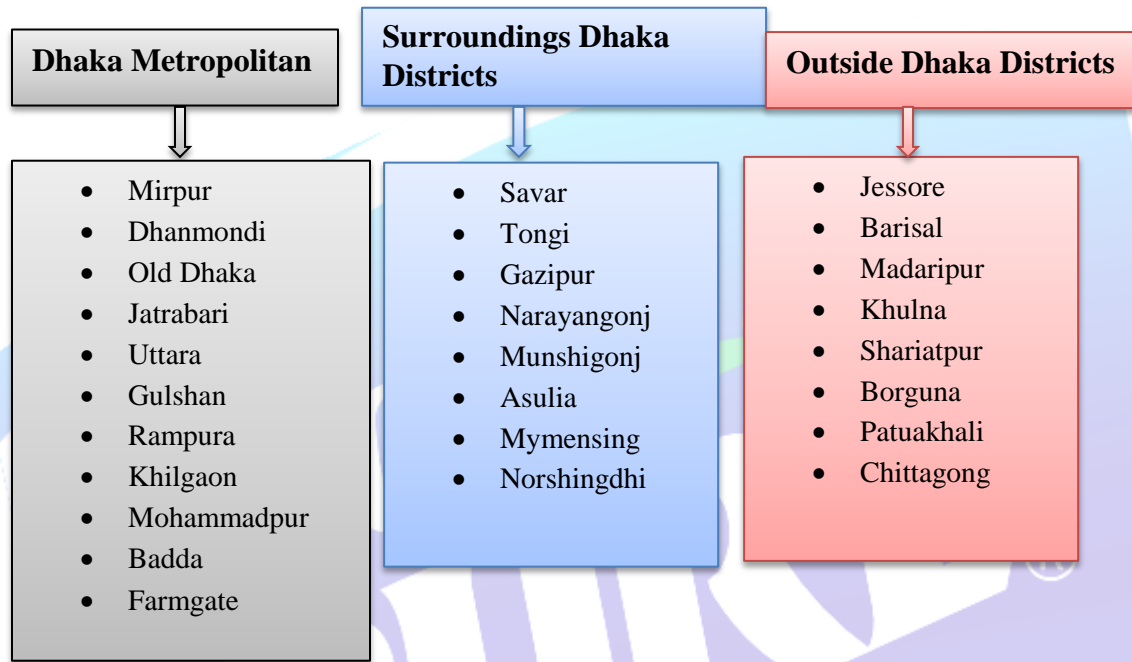 Dhaka Metropolitan
Surroundings Dhaka
Districts
Outside Dhaka Districts
• Mirpur
• Dhanmondi
• Old Dhaka
• Jatrabari
• Uttara
• Gulshan
• Rampura
• Khilgaon
• Mohammadpur
• Badda
• Farmgate
• Savar
• Tongi
• Gazipur
• Narayangonj
• Munshigonj
• Asulia
• Mymensing
• Norshingdhi
• Jessore
• Barisal
• Madaripur
• Khulna
• Shariatpur
• Borguna
• Patuakhali
• Chittagong
®